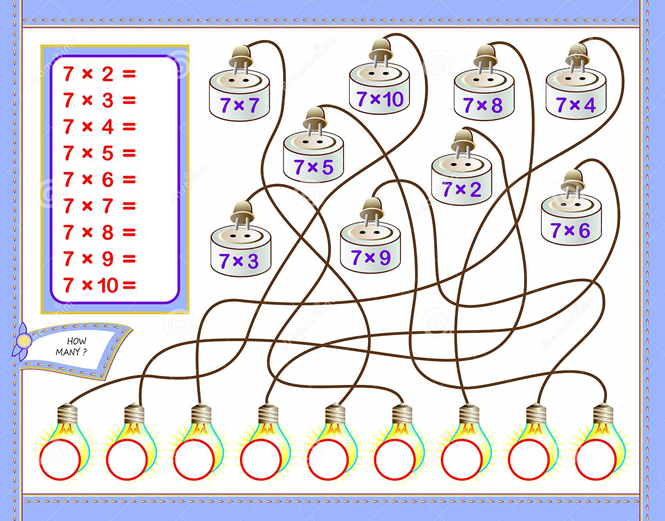 7 × 2 =
7 × 3 =
7 × 4 =
7 × 5 =
7 × 6 =
7 × 7 =
7 × 8 =
7 × 9 =
7 × 10 =
HOW
MANY ?
7×7
7×10
7×8
7×4
7×5
7×2
7×6
7×3
7×9